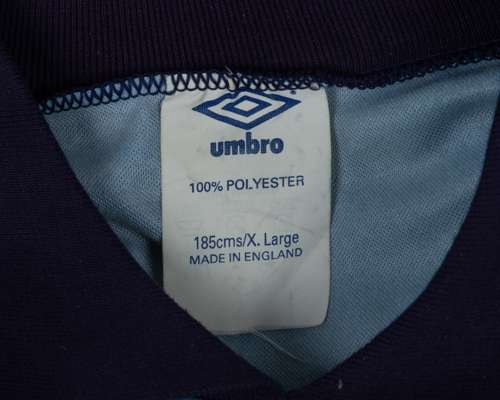 umbro
100% POLYESTER
185cms/X. Large
MADE IN ENGLAND